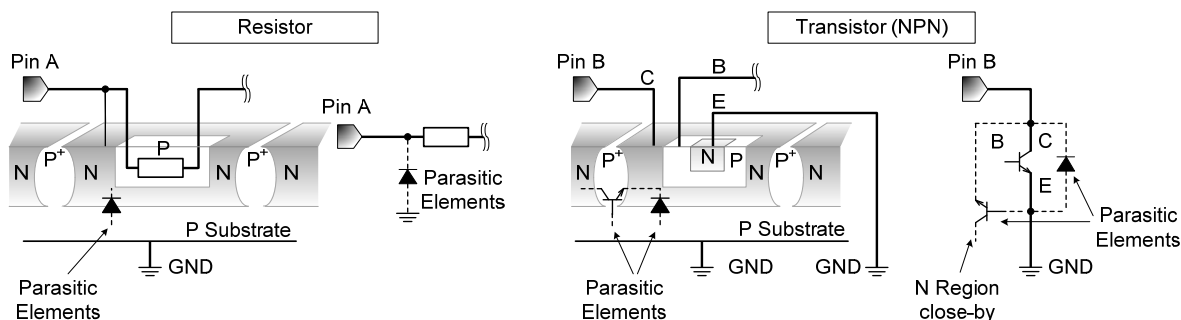 Resistor
Transistor (NPN)
Pin A
Pin B
C
B
E
Pin B
Pin A
P
N
P+
N
P+
N
N
P+
N
N
P
P+
N
B
C
E
Parasitic
Elements
Parasitic
Elements
P Substrate
P Substrate
GND
GND
GND
GND
Parasitic
Elements
Parasitic
Elements
N Region
close-by